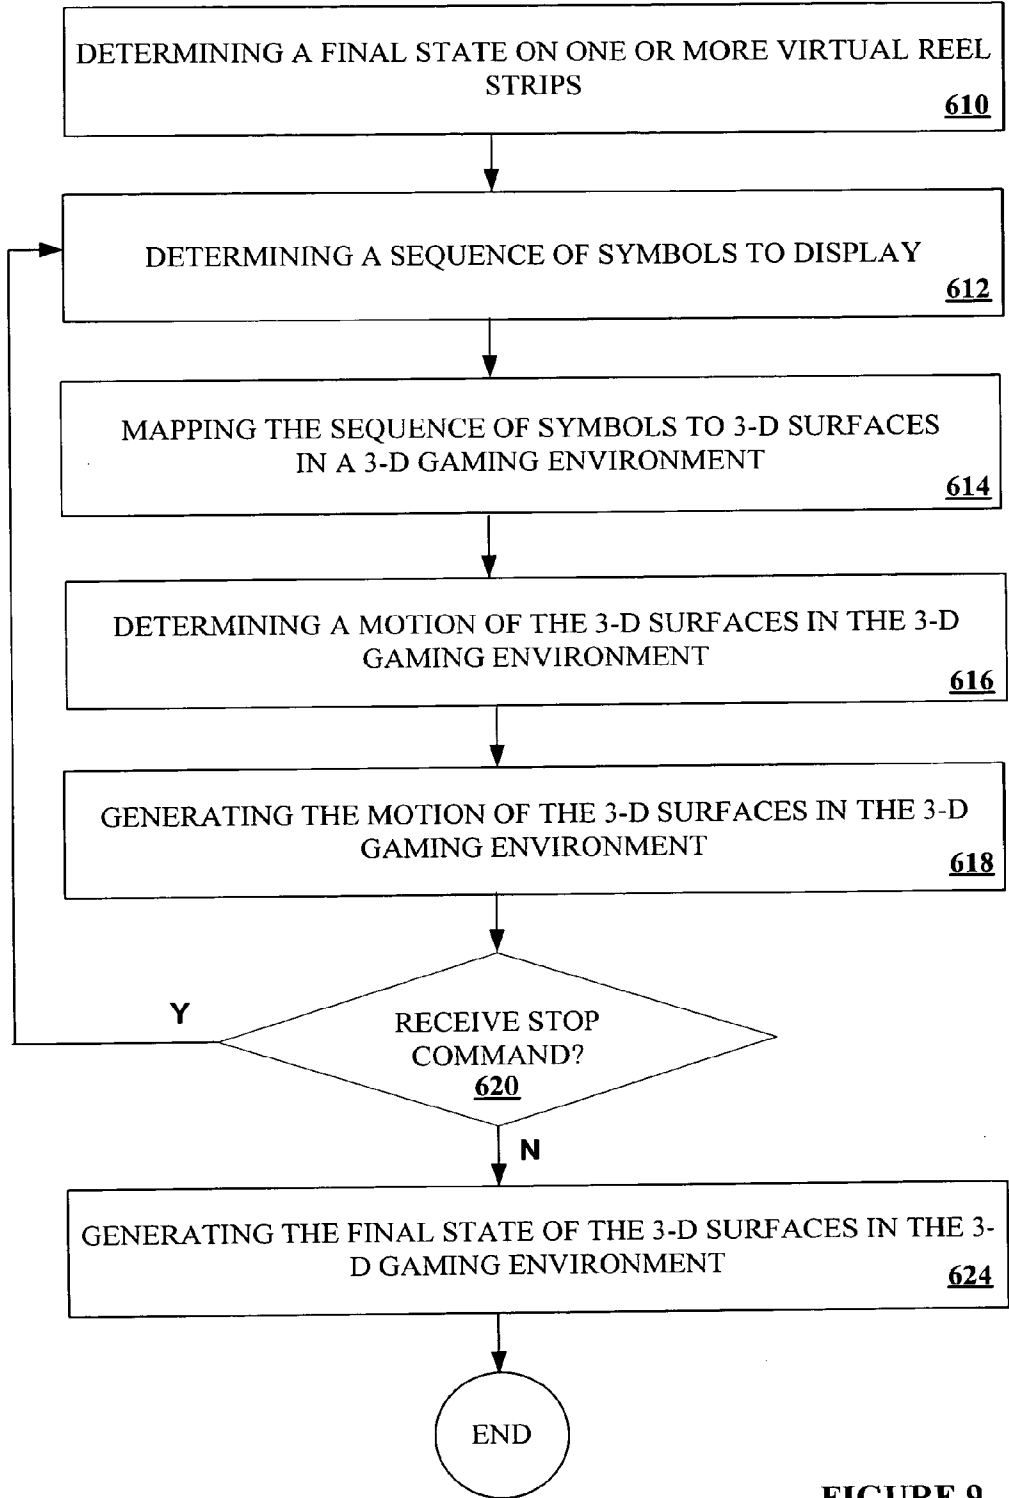 DETERMINING A FINAL STATE ON ONE OR MORE VIRTUAL REEL
STRIPS
610
DETERMINING A SEQUENCE OF SYMBOLS TO DISPLAY
612
MAPPING THE SEQUENCE OF SYMBOLS TO 3-D SURFACES
IN A 3-D GAMING ENVIRONMENT
614
DETERMINING A MOTION OF THE 3-D SURFACES IN THE 3-D
GAMING ENVIRONMENT
616
GENERATING THE MOTION OF THE 3-D SURFACES IN THE 3-D
GAMING ENVIRONMENT
618
Y
RECEIVE STOP
COMMAND?
620
N
GENERATING THE FINAL STATE OF THE 3-D SURFACES IN THE 3-
D GAMING ENVIRONMENT
624
END
FIGURE 9